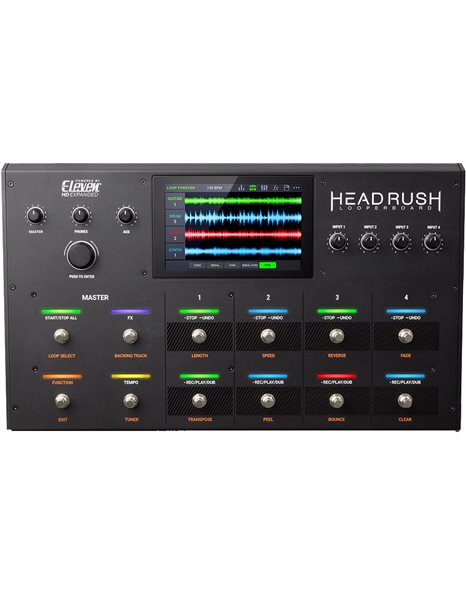 POWERED BY
Eleven
HD EXPANDED
MASTER
PHONES
AUX
PUSH TO ENTER
LOOP FOREVER
120 BPM
FX
GUITAR
1
DRUM
3
2
SYNTH
1
FREE
HEADRUSH
LOOPERBOARD
INPUT 1
INPUT 2
INPUT 3
INPUT 4
MASTER
1
2
3
4
START/STOP ALL
FX
•STOP –UNDO
•STOP –UNDO
•STOP –UNDO
•STOP –UNDO
LOOP SELECT
BACKING TRACK
LENGTH
SPEED
REVERSE
FADE
FUNCTION
TEMPO
•REC/PLAY/DUB
•REC/PLAY/DUB
•REC/PLAY/DUB
•REC/PLAY/DUB
EXIT
TUNER
TRANSPOSE
PEEL
BOUNCE
CLEAR